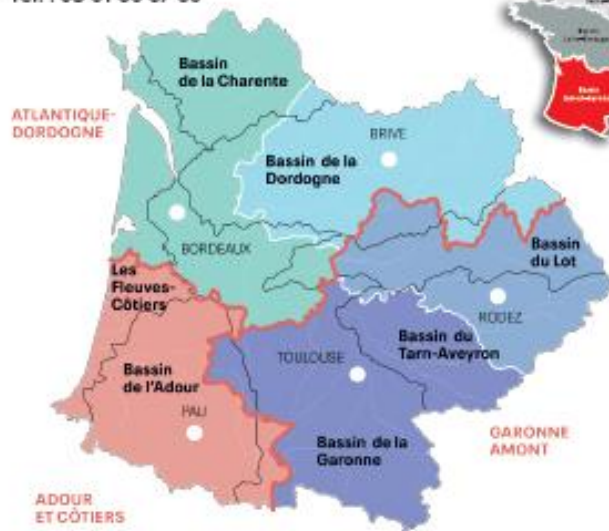 Bassin
de la Charente
ATLANTIQUE-
DORDOGNE
BRIVE
Bassin de la
Dordogne
BORDEAUX
Bassin
du Lot
Les
Fleuves-
Côtiers
RODEZ
Bassin du
Tarn-Aveyron
TOULOUSE
Bassin
de l'Adour
PAU
GARONNE
AMONT
Bassin de la
Garonne
ADOUR
ET CÔTIERS